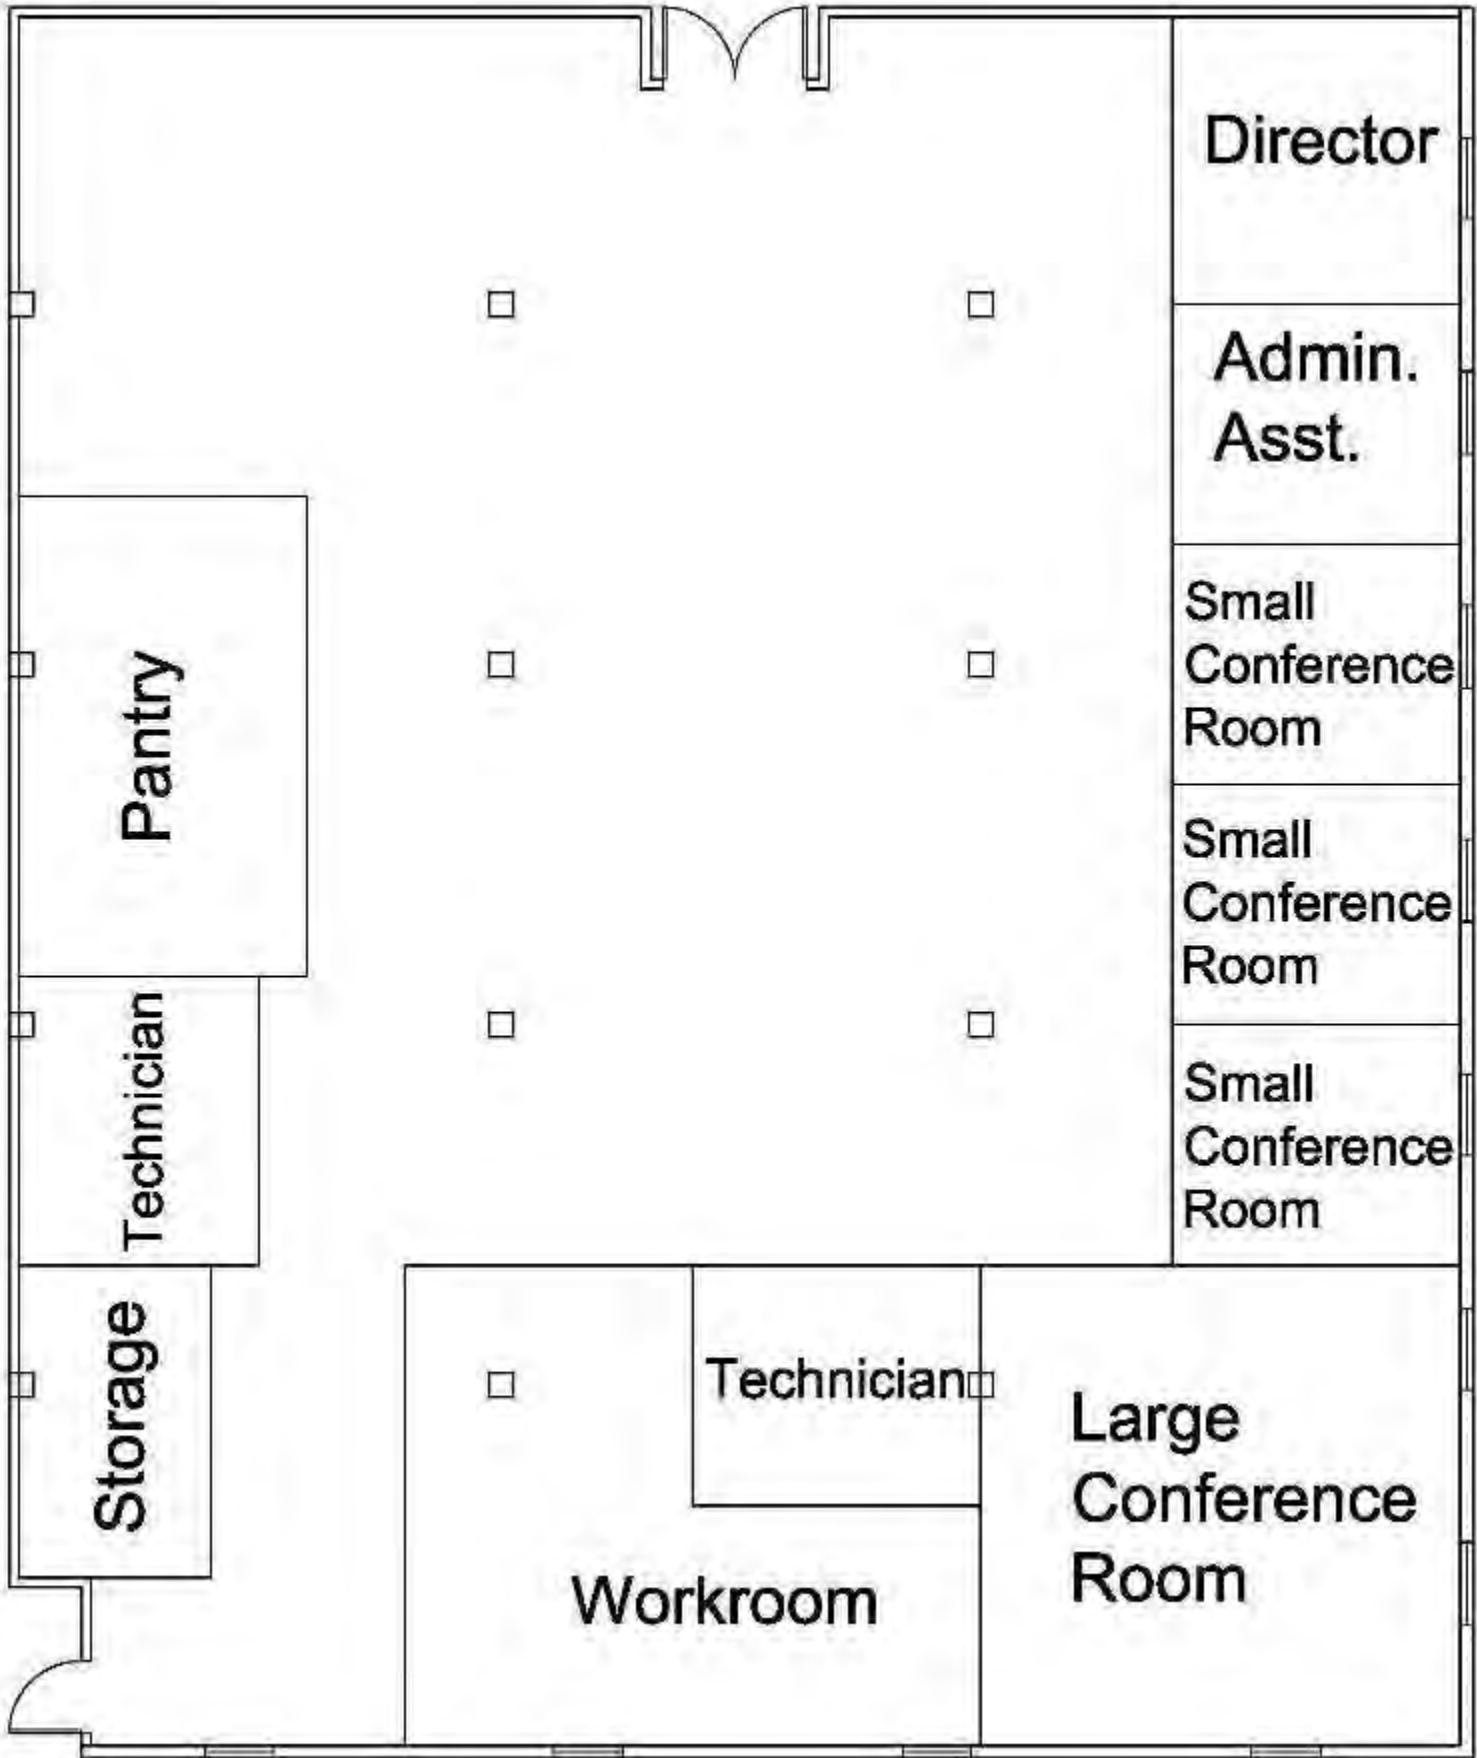 Director
Admin.
Asst.
Small
Conference
Room
Small
Conference
Room
Small
Conference
Room
Pantry
Technician
Storage
Technician
Workroom
Large
Conference
Room